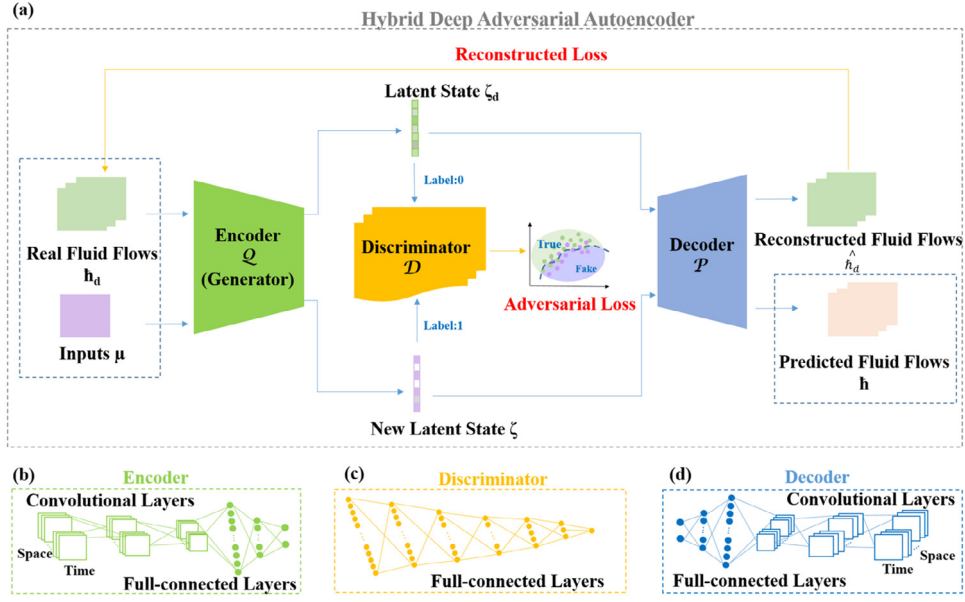 (a)
Hybrid Deep Adversarial Autoencoder
Reconstructed Loss
Latent State ζd
Label:0
Real Fluid Flows
ħd
Inputs μ
Encoder
Q
(Generator)
Discriminator
D
True
Fake
Adversarial Loss
Decoder
P
Reconstructed Fluid Flows
^
ħd
Predicted Fluid Flows
ħ
Label:1
New Latent State ζ
(b)
Encoder
Convolutional Layers
Space
Time
Full-connected Layers
(c)
Discriminator
Full-connected Layers
(d)
Decoder
Convolutional Layers
Space
Time
Full-connected Layers